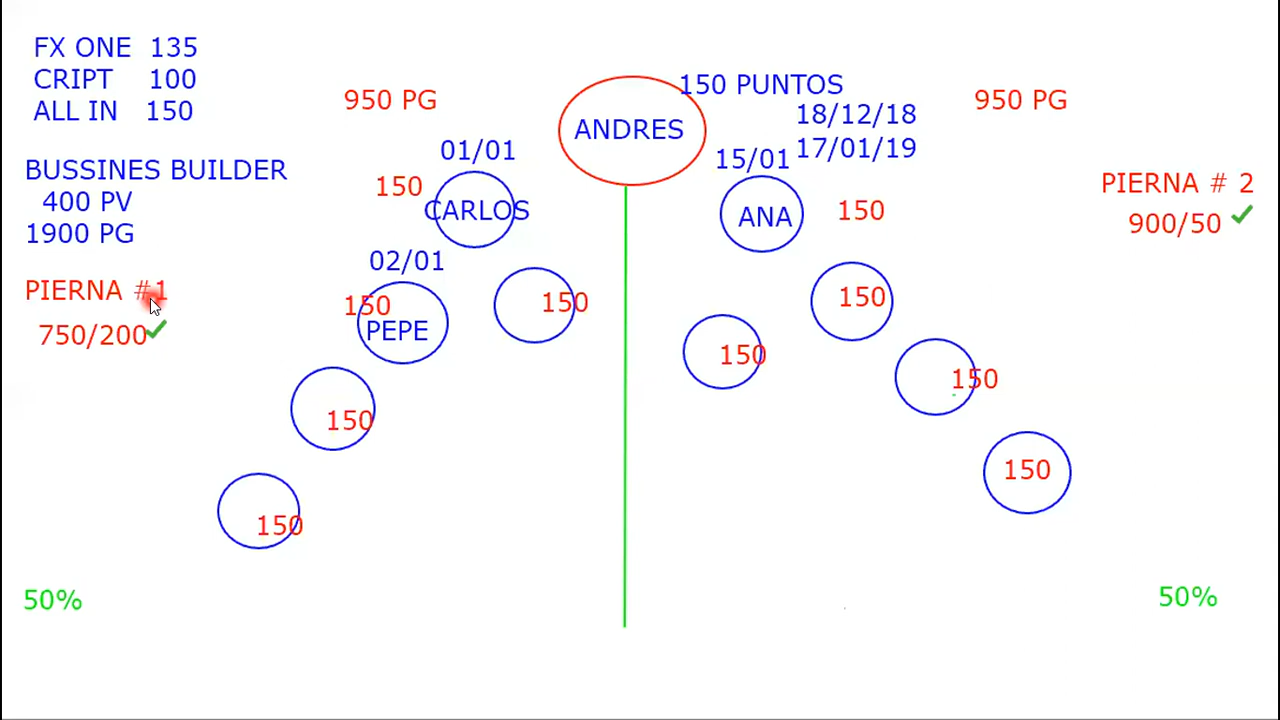 FX ONE 135
CRIPT 100
ALL IN 150
BUSSINES BUILDER
400 PV
1900 PG
PIERNA #1
750/200
950 PG
01/01
150
CARLOS
02/01
150
PEPE
150
150
150
50%
ANDRES
150 PUNTOS
18/12/18
17/01/19
15/01
ANA
150
150
150
150
150
950 PG
PIERNA # 2
900/50
50%